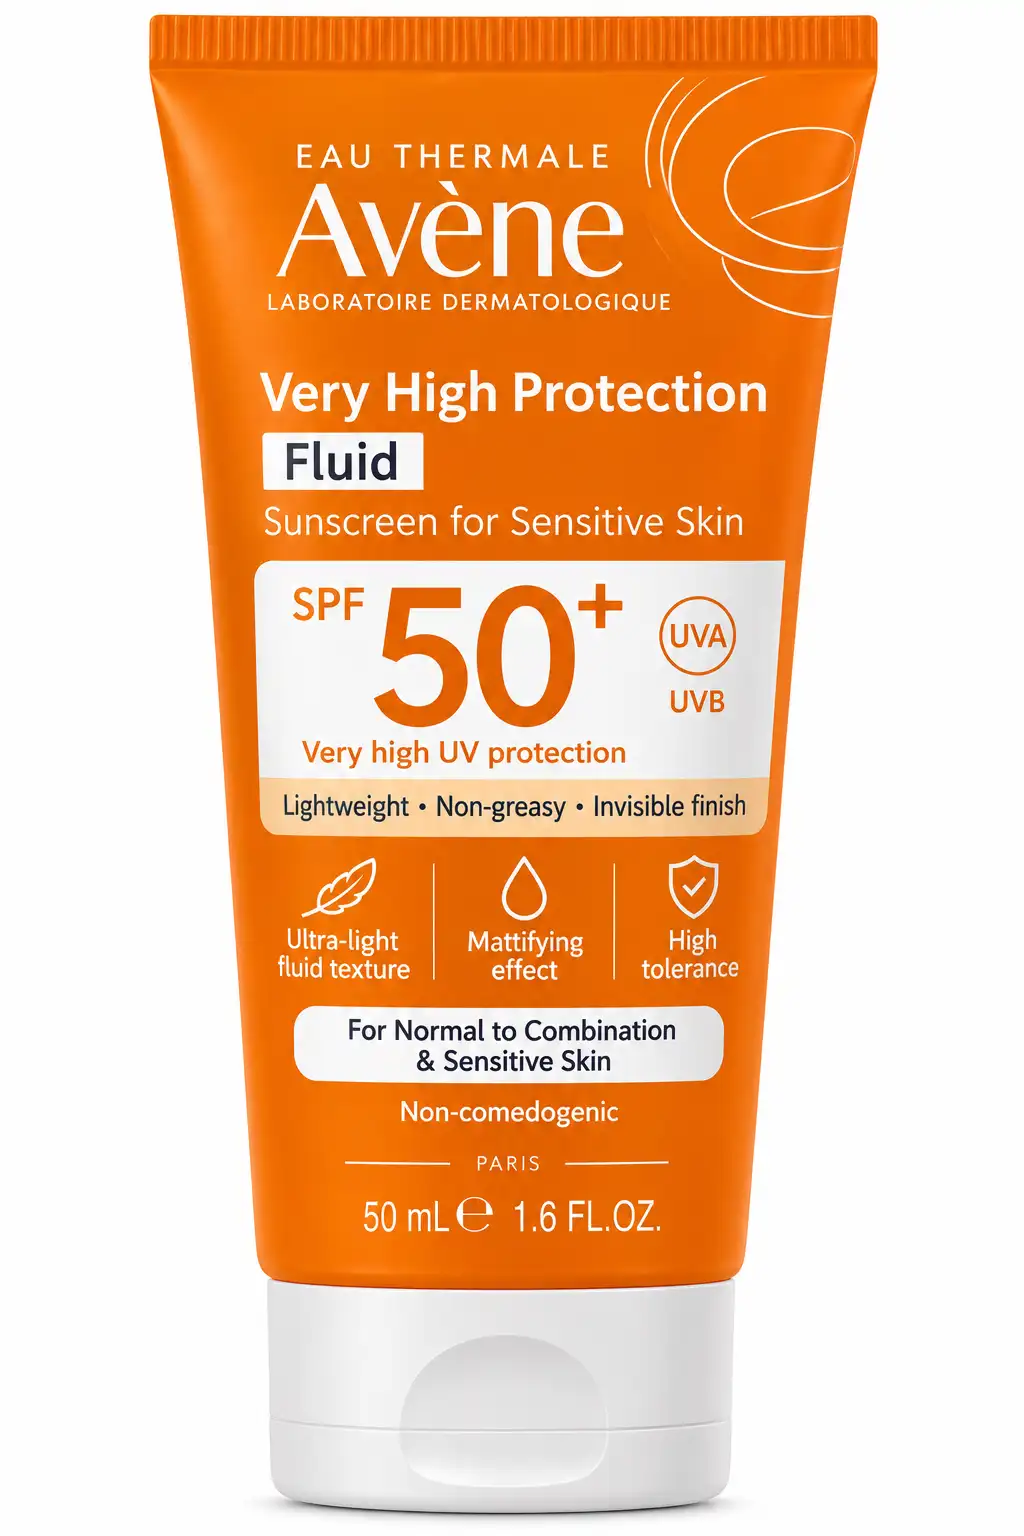 EAU THERMALE
Avène
LABORATOIRE DERMATOLOGIQUE
Very High Protection
Fluid
Sunscreen for Sensitive Skin
SPF 50+
UVA
UVB
Very high UV protection
Lightweight • Non-greasy • Invisible finish
Ultra-light
fluid texture
Mattifying
effect
High
tolerance
For Normal to Combination
& Sensitive Skin
Non-comedogenic
PARIS
50 mL ℮ 1.6 FL.OZ.